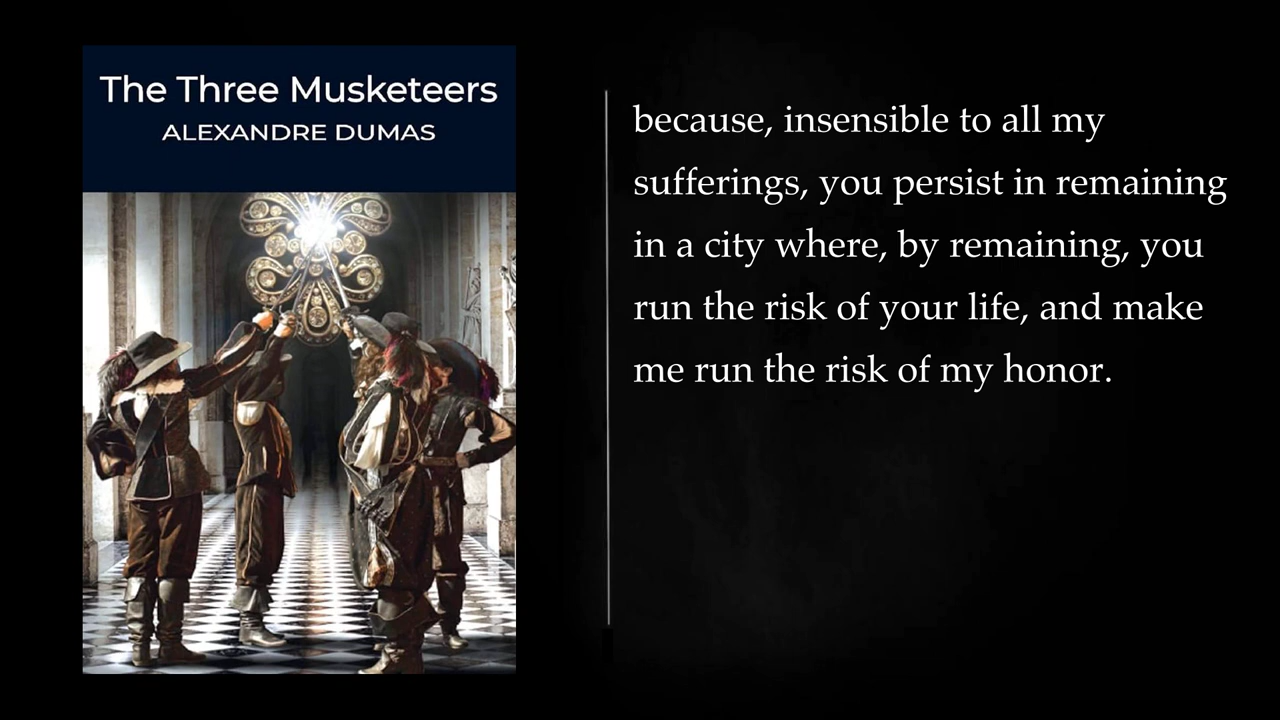 The Three Musketeers
ALEXANDRE DUMAS
because, insensible to all my
sufferings, you persist in remaining
in a city where, by remaining, you
run the risk of your life, and make
me run the risk of my honor.